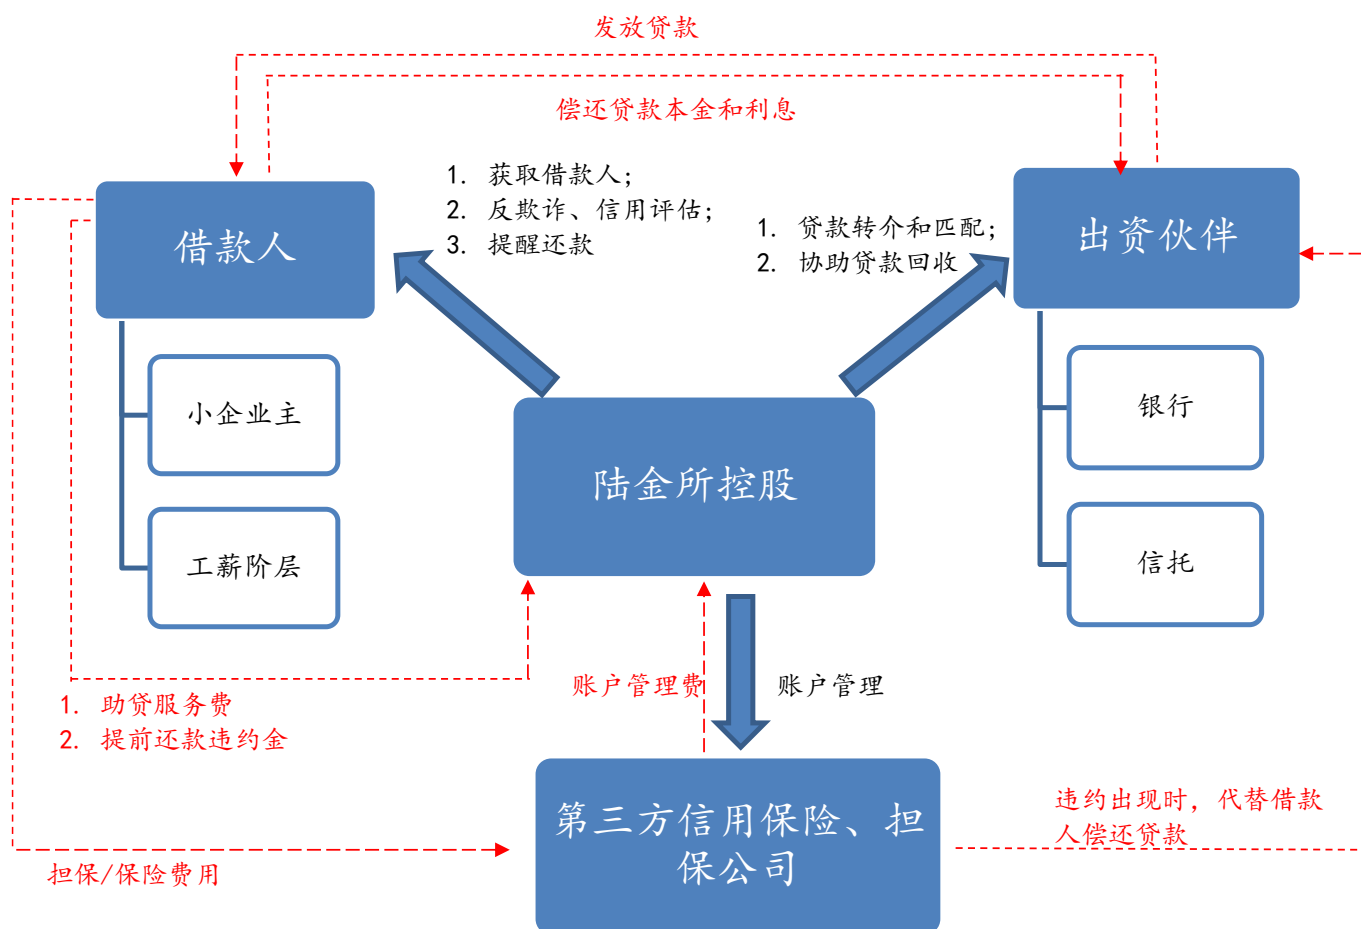 发放贷款
偿还贷款本金和利息
1. 获取借款人;
2. 反欺诈、信用评估;
3. 提醒还款
1. 贷款转介和匹配;
2. 协助贷款回收
借款人
出资伙伴
小企业主
工薪阶层
陆金所控股
银行
信托
1. 助贷服务费
2. 提前还款违约金
账户管理费
账户管理
第三方信用保险、担
保公司
违约出现时, 代替借款
人偿还贷款
担保/保险费用